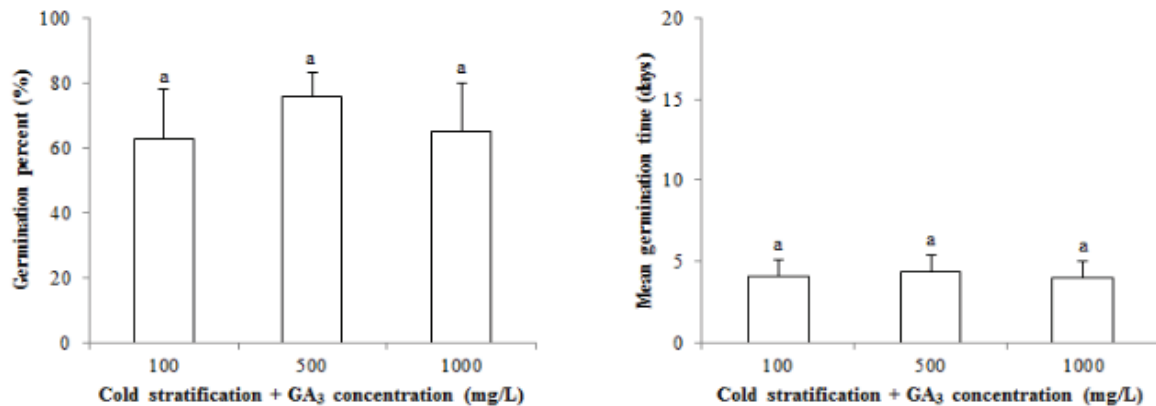 100
80
60
40
20
0
Germination percent (%)
a
a
a
100
500
1000
Cold stratification + GA₃ concentration (mg/L)
20
15
10
5
0
Mean germination time (days)
a
a
a
100
500
1000
Cold stratification + GA₃ concentration (mg/L)